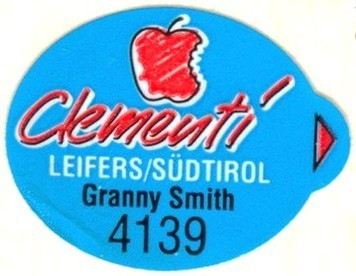 Clementi
LEIFERS/SÜDTIROL
Granny Smith
4139